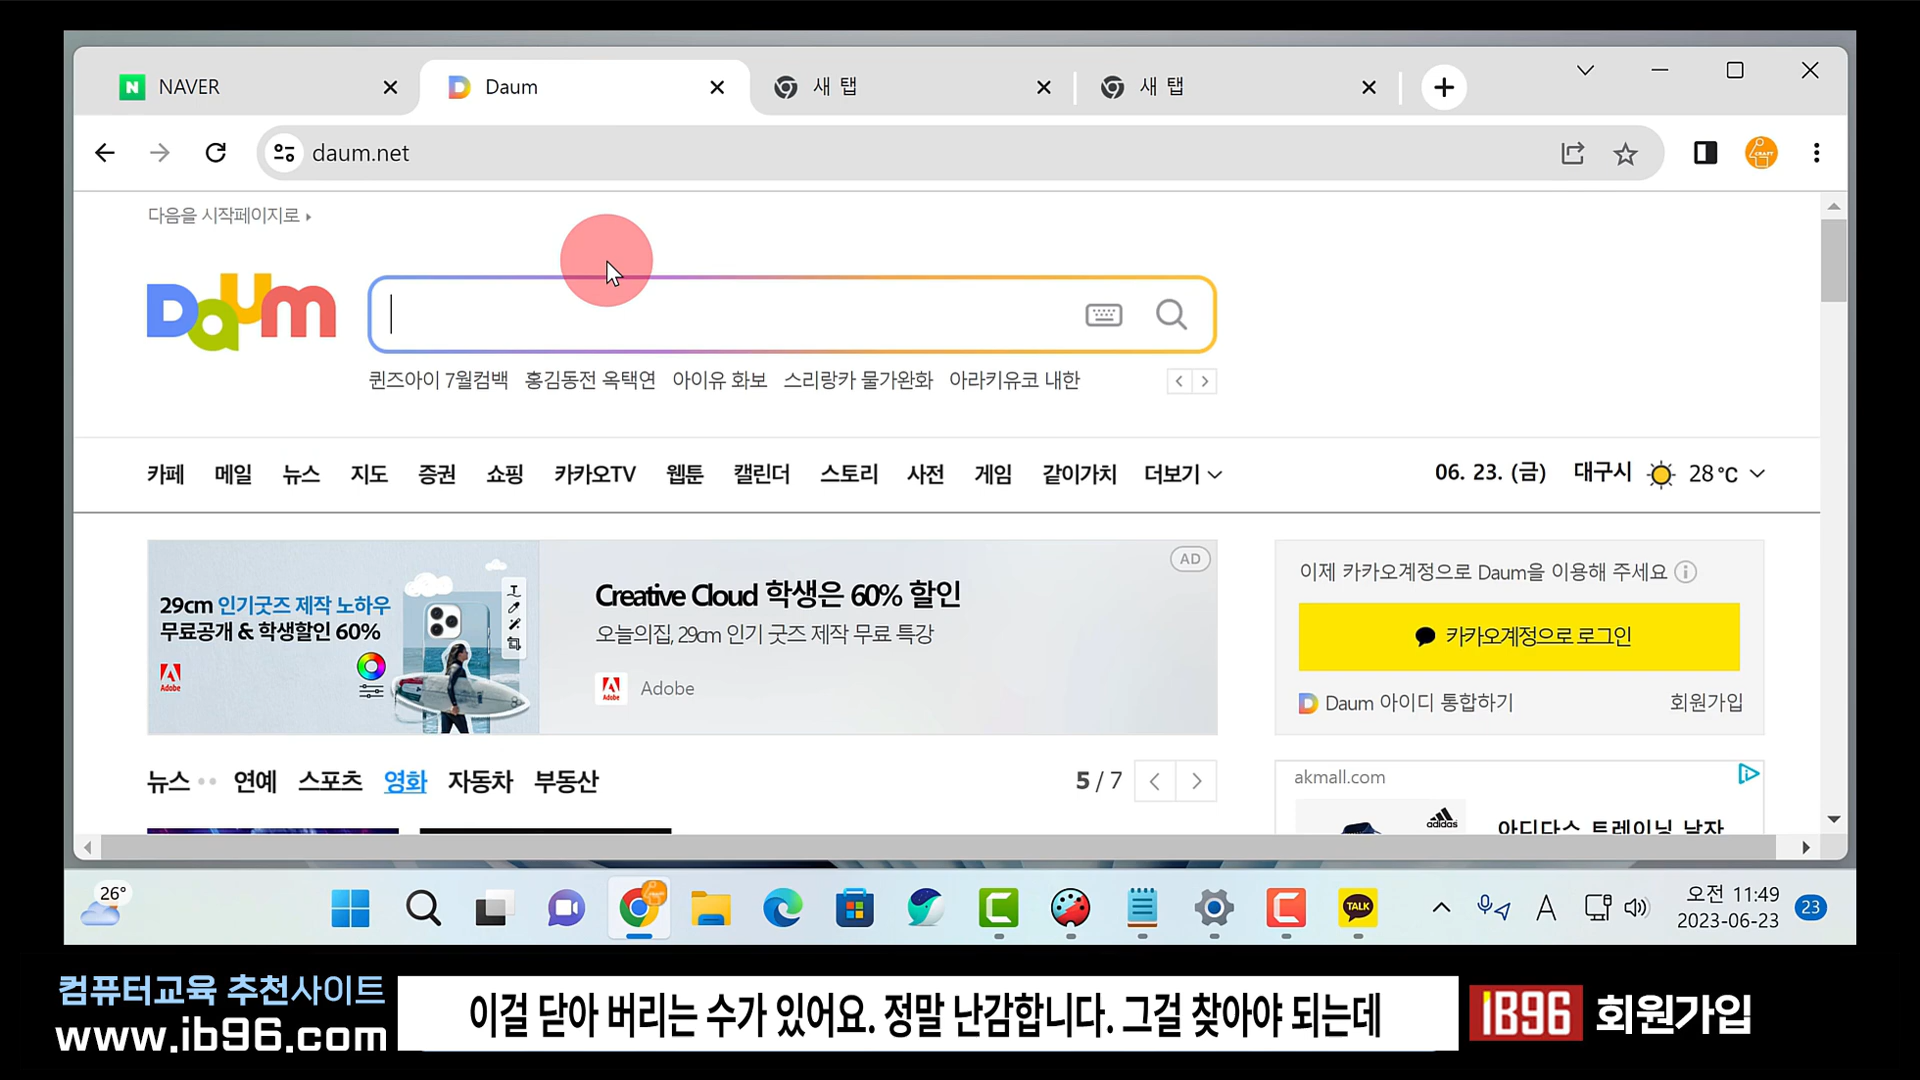 NAVER
Daum
새 탭
새 탭
daum.net
다음을 시작페이지로
Daum
퀸즈아이 7월컴백 홍김동전 옥택연 아이유 화보 스리랑카 물가완화 아라키유코 내한
카페 메일 뉴스 지도 증권 쇼핑 카카오TV 웹툰 캘린더 스토리 사전 게임 같이가치 더보기
06. 23. (금) 대구시 28℃
29cm 인기굿즈 제작 노하우
무료공개 & 학생할인 60%
Adobe
AD
Creative Cloud 학생은 60% 할인
오늘의집, 29cm 인기 굿즈 제작 무료 특강
Adobe
Adobe
이제 카카오계정으로 Daum을 이용해 주세요
카카오계정으로 로그인
Daum 아이디 통합하기
회원가입
뉴스 연예 스포츠 영화 자동차 부동산
5 / 7
akmall.com
adidas
아디다스 트레이닝 남자
26°
TALK
A
오전 11:49
2023-06-23
23
컴퓨터교육 추천사이트
www.ib96.com
이걸 닫아 버리는 수가 있어요. 정말 난감합니다. 그걸 찾아야 되는데
IB96 회원가입